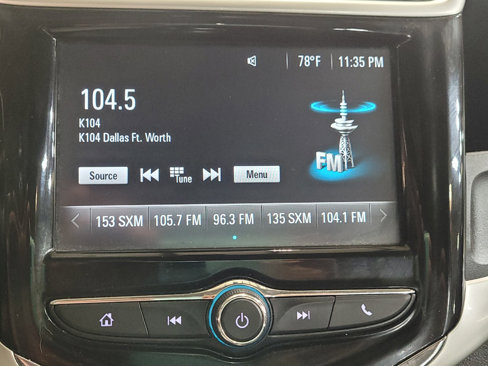 78°F 11:35 PM
104.5
K104
K104 Dallas Ft. Worth
FM
Source Tune Menu
153 SXM 105.7 FM 96.3 FM 135 SXM 104.1 FM